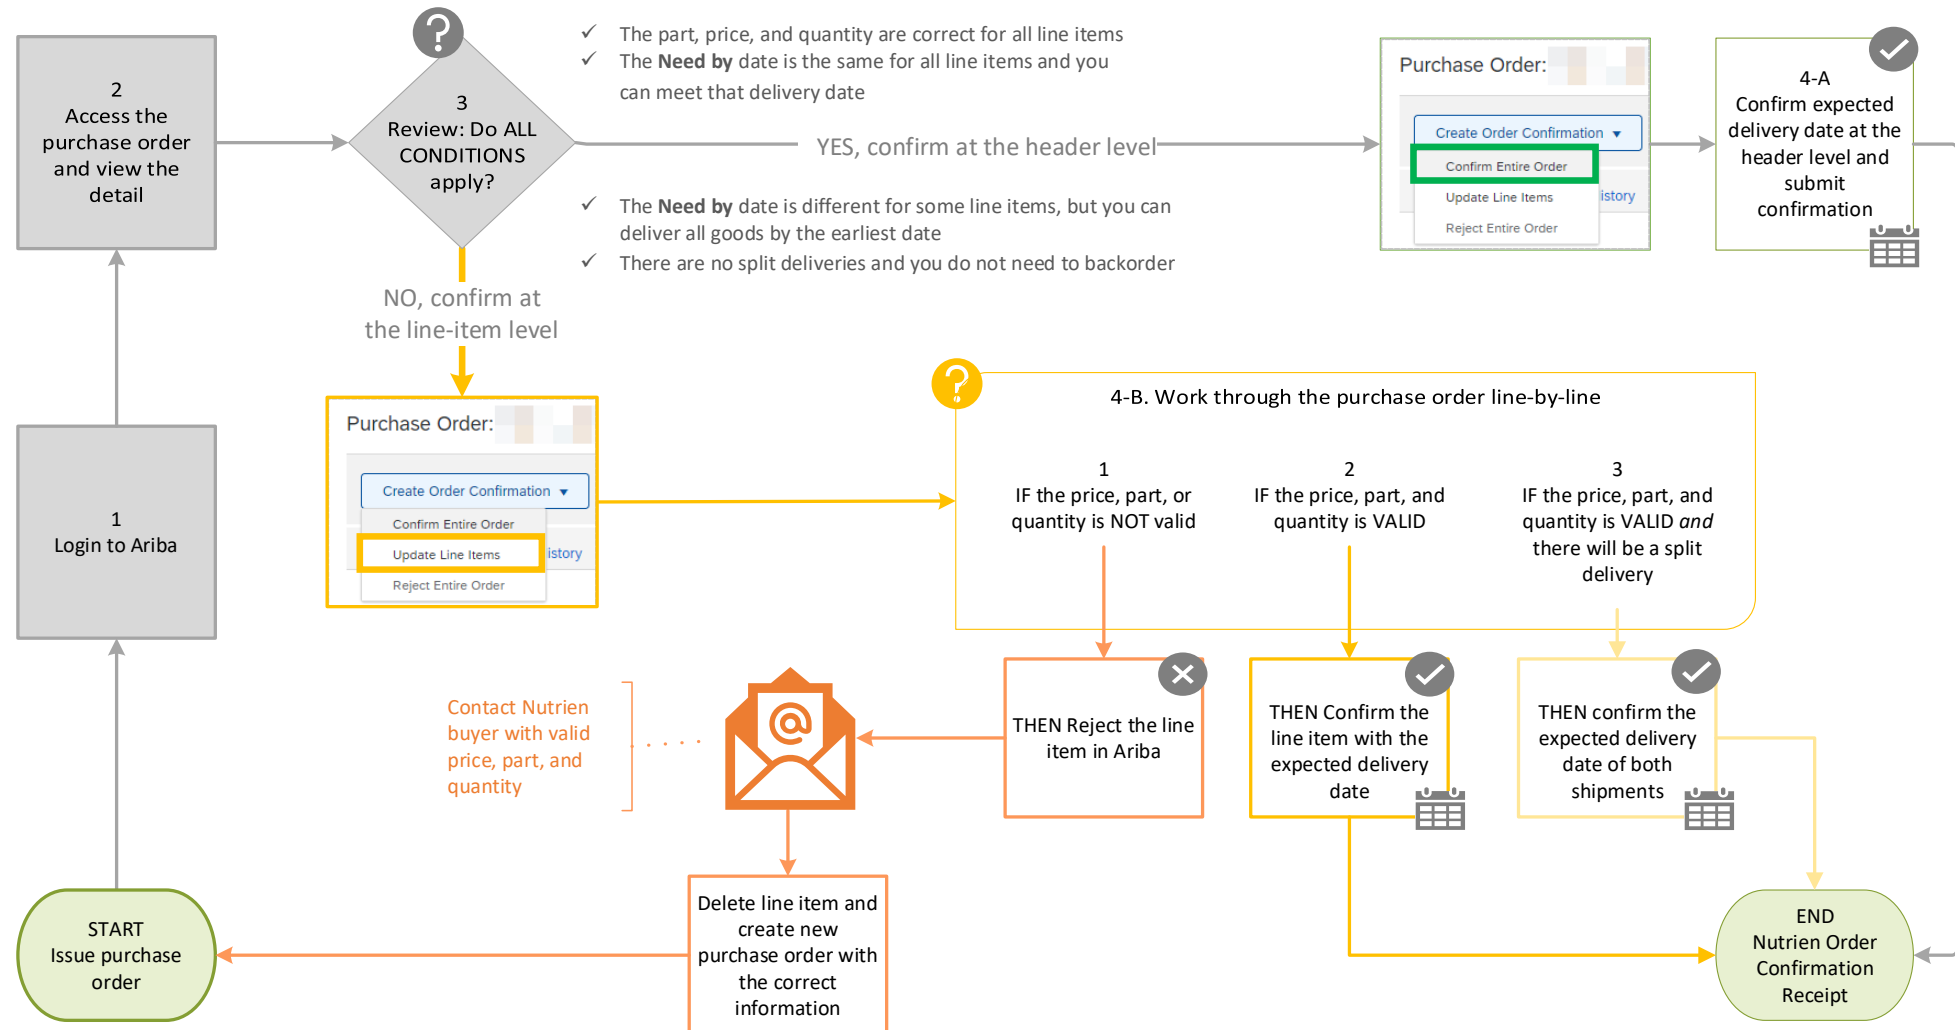 2
Access the
purchase order
and view the
detail
3
Review: Do ALL
CONDITIONS
apply?
✓ The part, price, and quantity are correct for all line items
✓ The Need by date is the same for all line items and you
can meet that delivery date
YES, confirm at the header level
✓ The Need by date is different for some line items, but you can
deliver all goods by the earliest date
✓ There are no split deliveries and you do not need to backorder
Purchase Order:
Create Order Confirmation ▼
Confirm Entire Order
Update Line Items
istory
Reject Entire Order
4-A
Confirm expected
delivery date at the
header level and
submit
confirmation
NO, confirm at
the line-item level
1
Login to Ariba
Purchase Order:
Create Order Confirmation ▼
Confirm Entire Order
Update Line Items
istory
Reject Entire Order
4-B. Work through the purchase order line-by-line
1
IF the price, part, or
quantity is NOT valid
2
IF the price, part, and
quantity is VALID
3
IF the price, part, and
quantity is VALID and
there will be a split
delivery
Contact Nutrien
buyer with valid
price, part, and
quantity
@
THEN Reject the line
item in Ariba
THEN Confirm the
line item with the
expected delivery
date
THEN confirm the
expected delivery
date of both
shipments
START
Issue purchase
order
Delete line item and
create new
purchase order with
the correct
information
END
Nutrien Order
Confirmation
Receipt